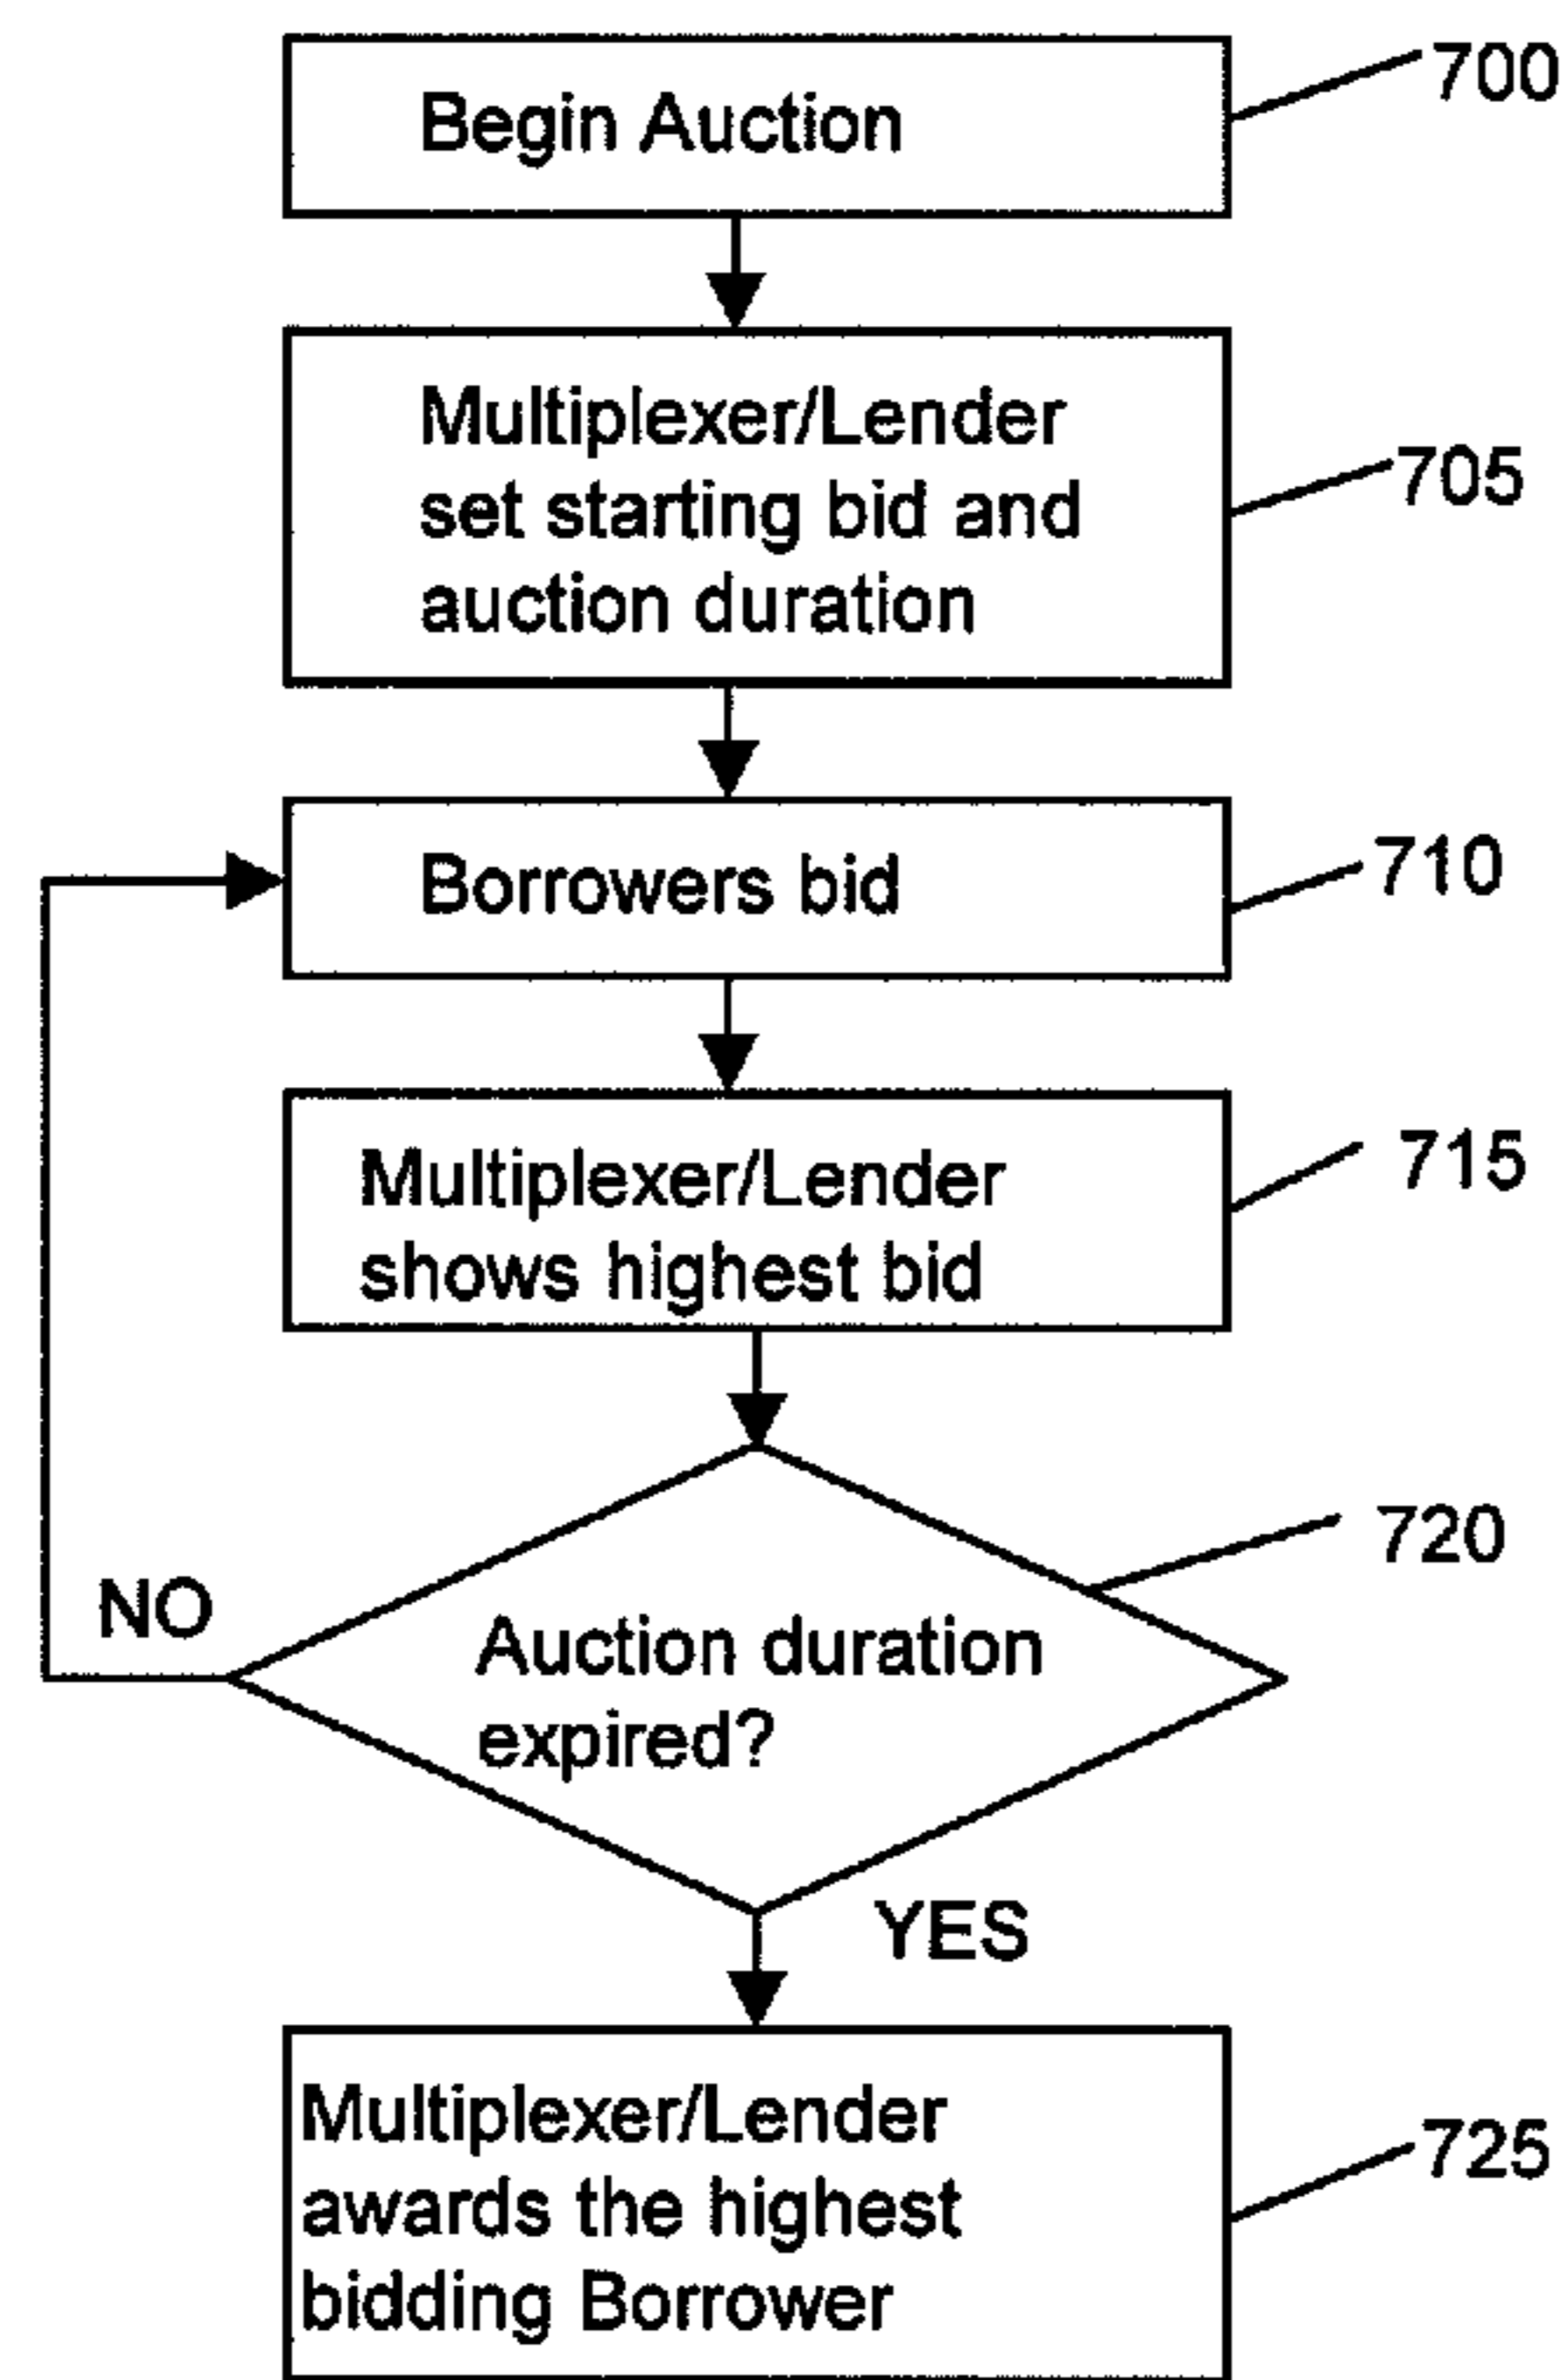 Begin Auction
700
Multiplexer/Lender
set starting bid and
auction duration
705
Borrowers bid
710
Multiplexer/Lender
shows highest bid
715
Auction duration
expired?
720
NO
YES
Multiplexer/Lender
awards the highest
bidding Borrower
725